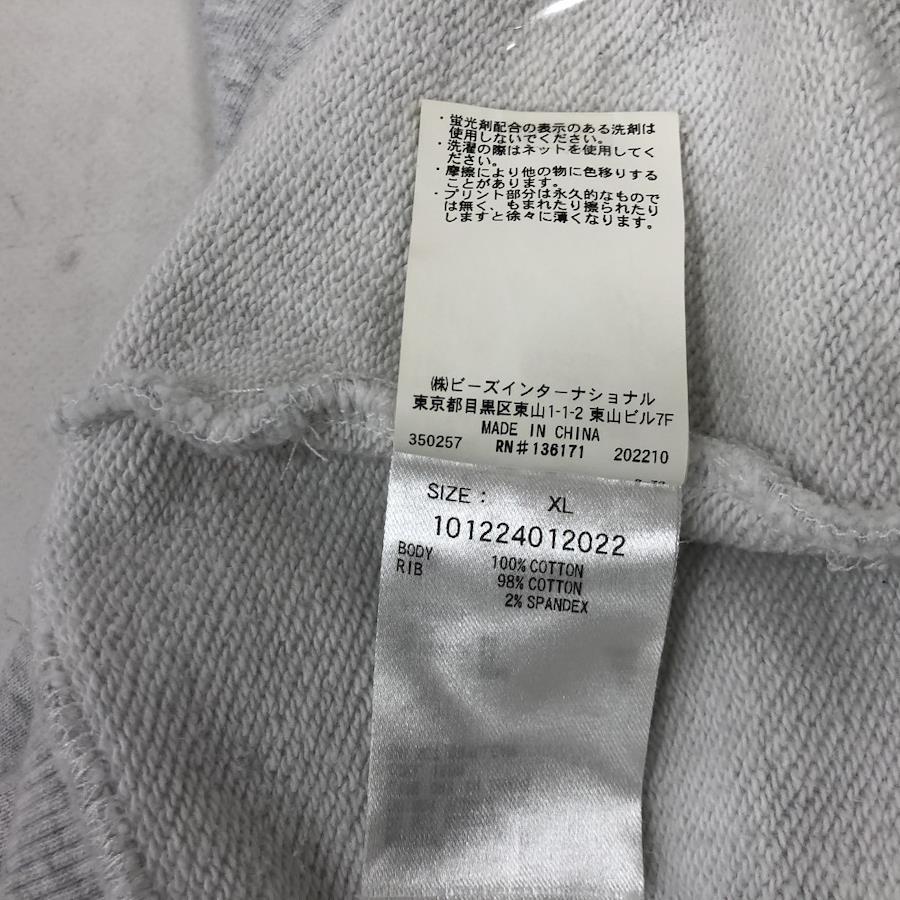 ・蛍光剤配合の表示のある洗剤は
使用しないでください。
・洗濯の際はネットを使用してく
ださい。
・摩擦により他の物に色移りする
ことがあります。
・プリント部分は永久的なもので
は無く、もまれたり擦られたり
しますと徐々に薄くなります。
㈱ビーズインターナショナル
東京都目黒区東山1-1-2 東山ビル7F
MADE IN CHINA
350257 RN#136171 202210
SIZE: XL
101224012022
BODY 100% COTTON
RIB 98% COTTON
2% SPANDEX